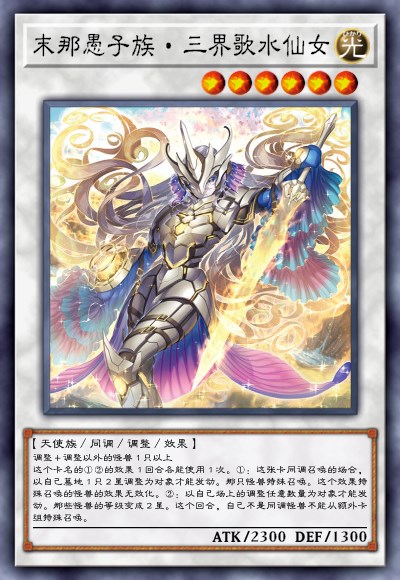 末那愚子族・三界歌水仙女
光
【天使族／同调／调整／效果】
调整＋调整以外的怪兽1只以上
这个卡名的①②的效果1回合各能使用1次。①：这张卡同调召唤的场合，
以自己墓地1只2星调整为对象才能发动。那只怪兽特殊召唤。这个效果特
殊召唤的怪兽的效果无效化。②：以自己场上的调整任意数量为对象才能发
动。那些怪兽的等级变成2星。这个回合，自己不是同调怪兽不能从额外卡
组特殊召唤。
ATK/2300 DEF/1300